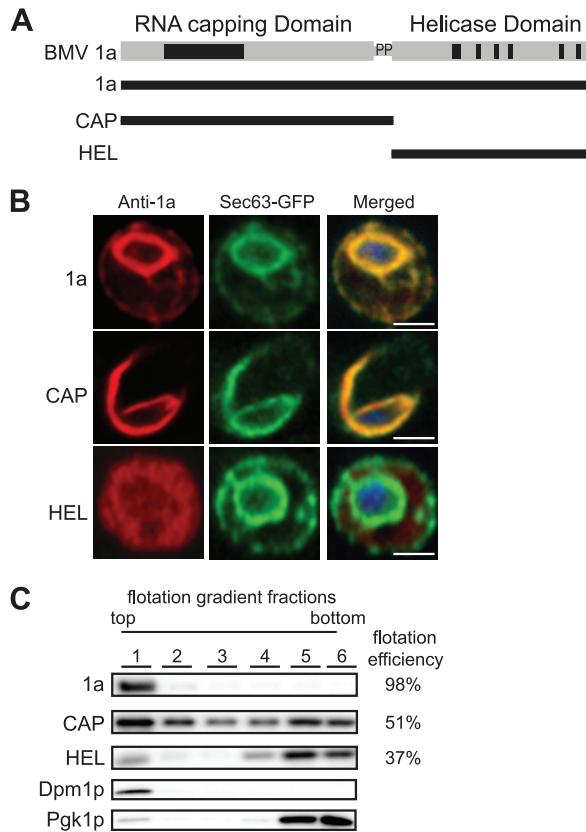 A
RNA capping Domain Helicase Domain
BMV 1a PP
1a
CAP
HEL
B
Anti-1a Sec63-GFP Merged
1a
CAP
HEL
C
flotation gradient fractions
top bottom
flotation
efficiency
1 2 3 4 5 6
1a 98%
CAP 51%
HEL 37%
Dpm1p
Pgk1p